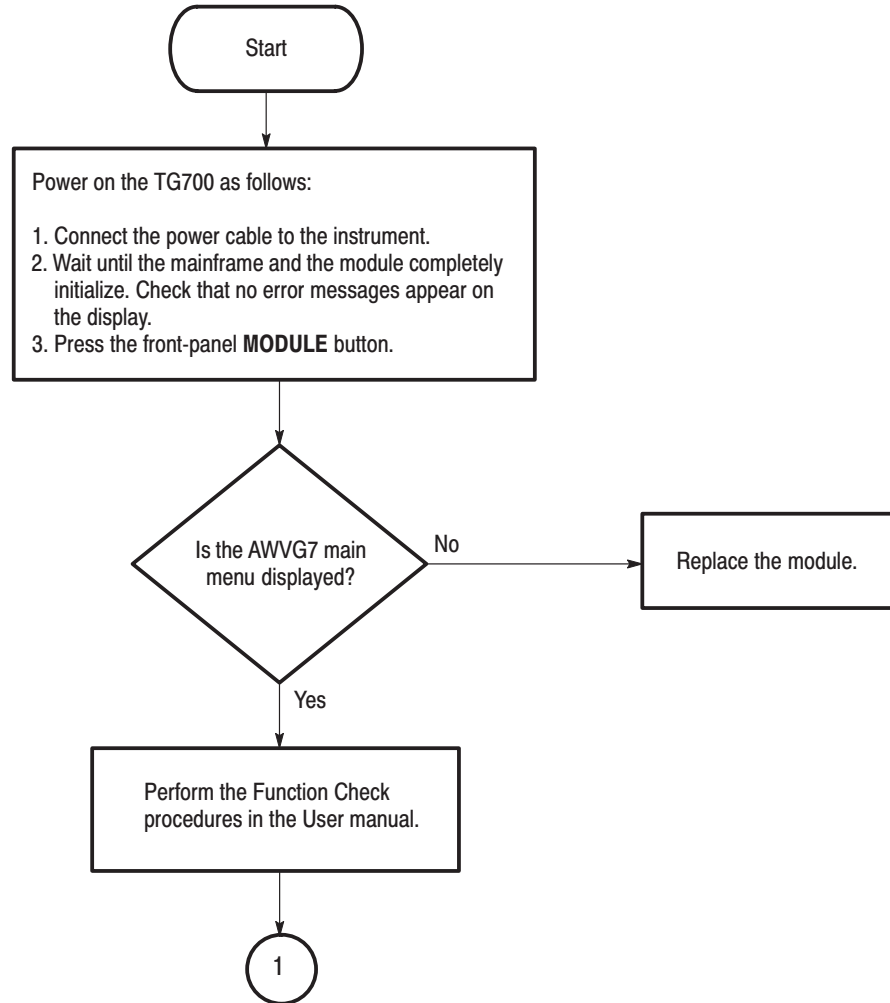 Start
Power on the TG700 as follows:
1. Connect the power cable to the instrument.
2. Wait until the mainframe and the module completely
initialize. Check that no error messages appear on
the display.
3. Press the front-panel MODULE button.
Is the AWVG7 main
menu displayed?
No
Replace the module.
Yes
Perform the Function Check
procedures in the User manual.
1